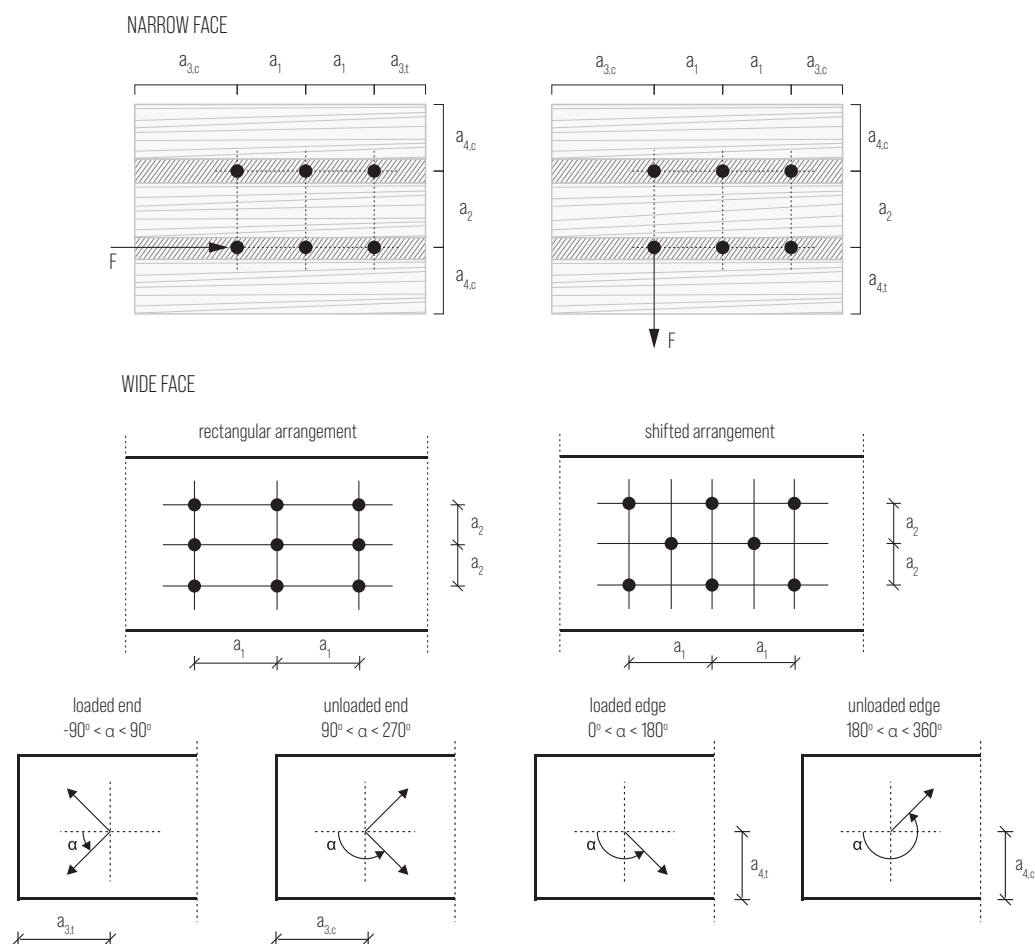 NARROW FACE
a3,c a1 a1 a3,t
a4,c
a2
a4,c
F
a3,c a1 a1 a3,c
a4,c
a2
a4,t
F
WIDE FACE
rectangular arrangement
a2
a2
a1 a1
shifted arrangement
a2
a2
a1 a1
loaded end
-90° < α < 90°
α
a3,t
unloaded end
90° < α < 270°
α
a3,c
loaded edge
0° < α < 180°
α
a4,t
unloaded edge
180° < α < 360°
α
a4,c